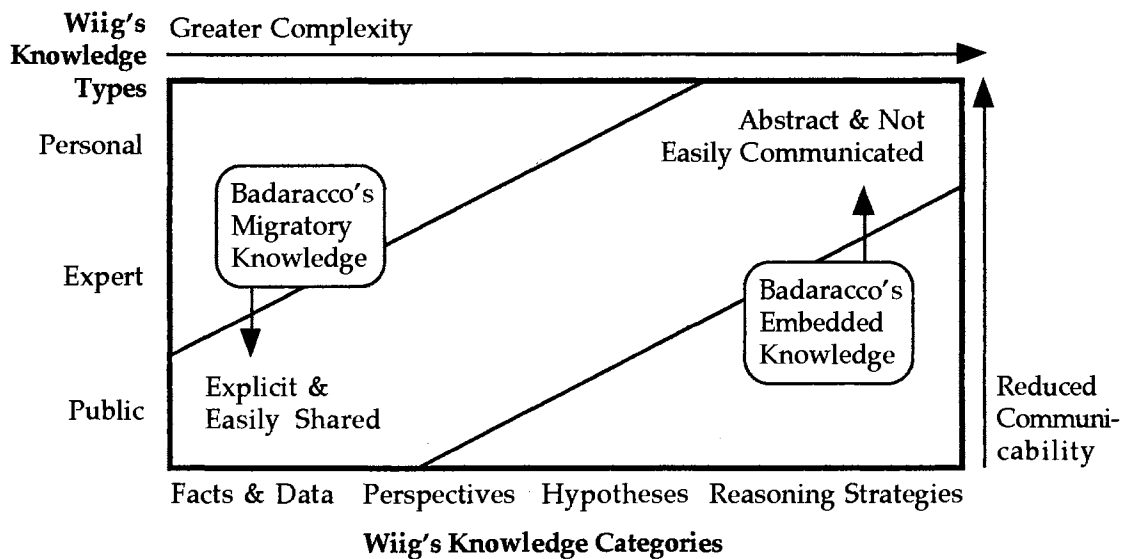 Wiig's
Knowledge
Types
Greater Complexity
Personal
Expert
Public
Badaracco's
Migratory
Knowledge
Explicit &
Easily Shared
Abstract & Not
Easily Communicated
Badaracco's
Embedded
Knowledge
Reduced
Communi-
cability
Facts & Data Perspectives Hypotheses Reasoning Strategies
Wiig's Knowledge Categories